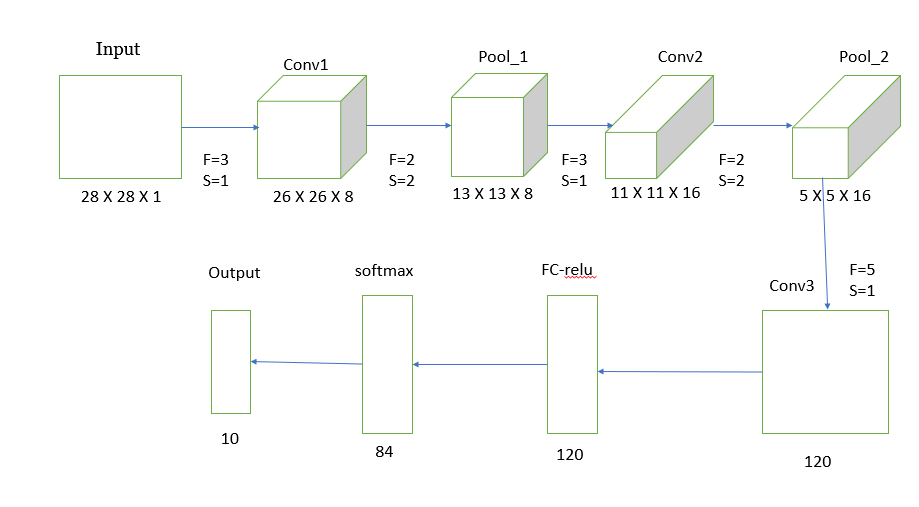 Input
Conv1
Pool_1
Conv2
Pool_2
F=3
S=1
F=2
S=2
F=3
S=1
F=2
S=2
28 X 28 X 1
26 X 26 X 8
13 X 13 X 8
11 X 11 X 16
5 X 5 X 16
Output
softmax
FC-relu
Conv3
F=5
S=1
10
84
120
120